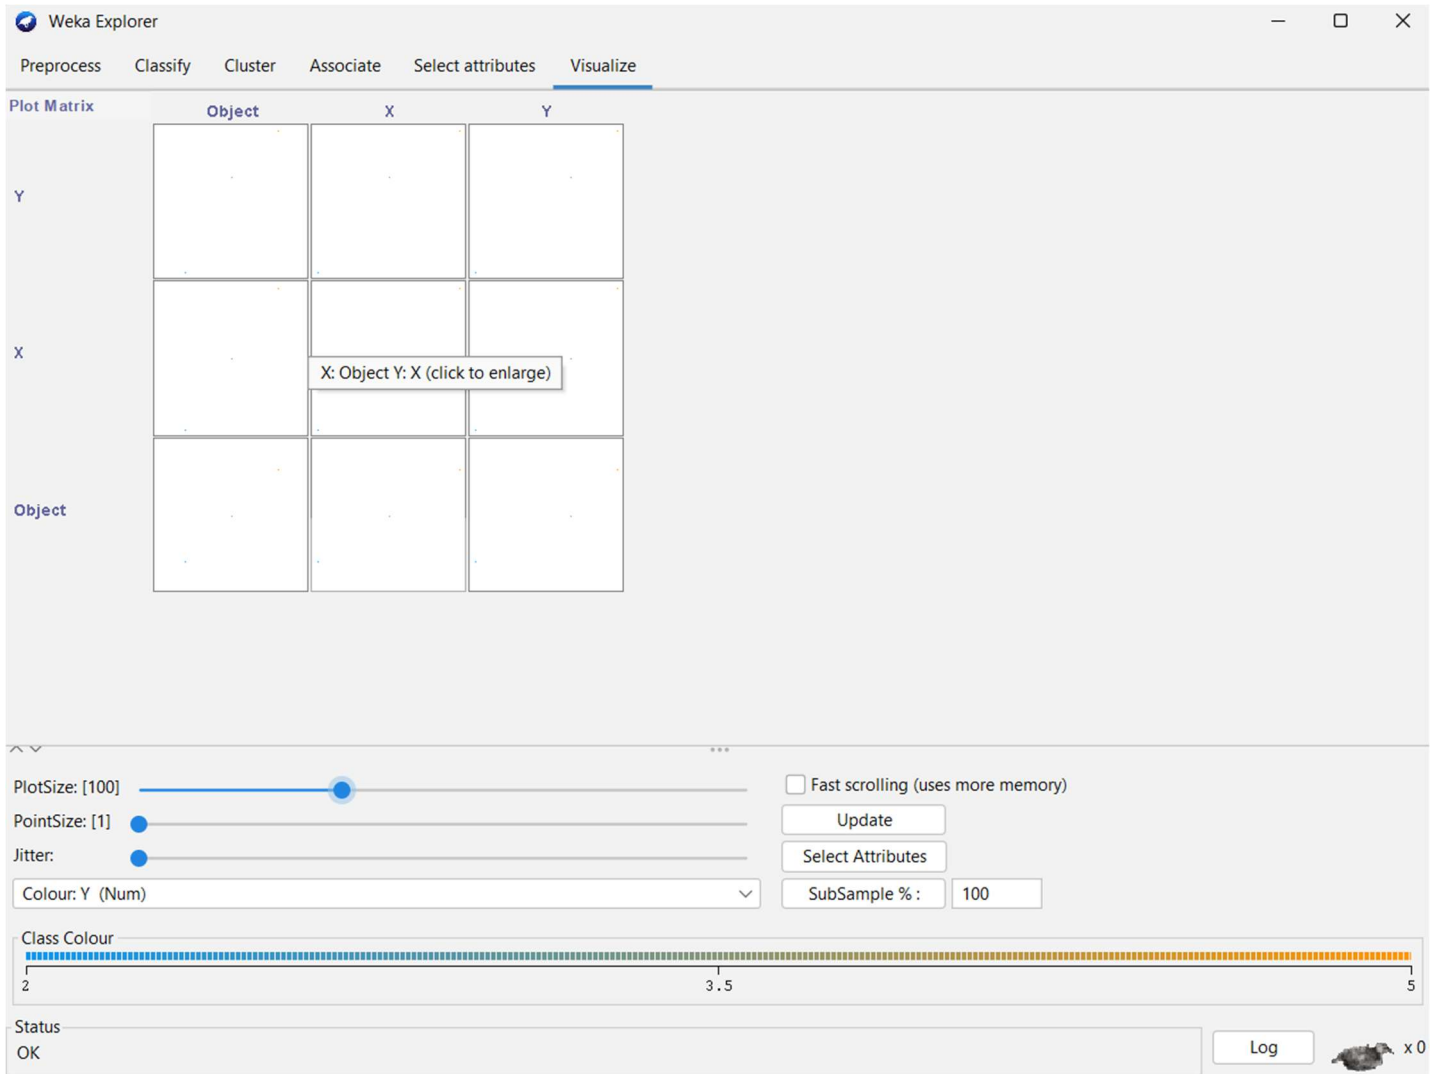 Weka Explorer
Preprocess Classify Cluster Associate Select attributes Visualize
Plot Matrix
Object X Y
Y
X
X: Object Y: X (click to enlarge)
Object
PlotSize: [100]
Fast scrolling (uses more memory)
PointSize: [1]
Update
Jitter:
Select Attributes
Colour: Y (Num)
SubSample % : 100
Class Colour
2 3.5 5
Status
OK
Log
x 0